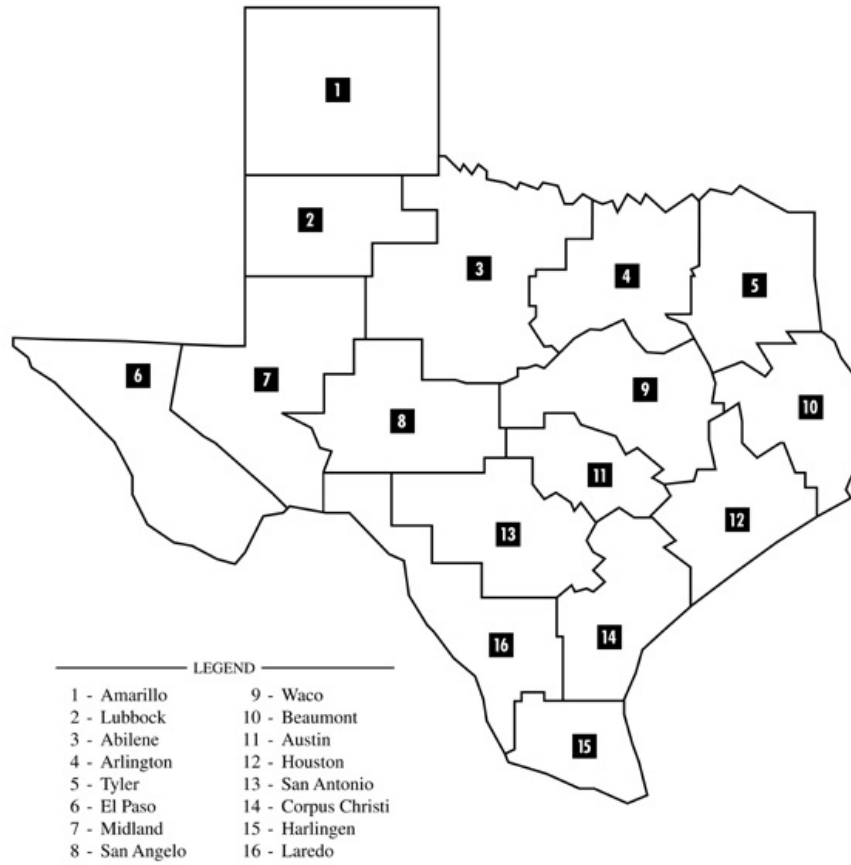 1
2
3
4
5
6
7
8
9
10
11
12
13
14
16
15
LEGEND
1 - Amarillo
2 - Lubbock
3 - Abilene
4 - Arlington
5 - Tyler
6 - El Paso
7 - Midland
8 - San Angelo
9 - Waco
10 - Beaumont
11 - Austin
12 - Houston
13 - San Antonio
14 - Corpus Christi
15 - Harlingen
16 - Laredo